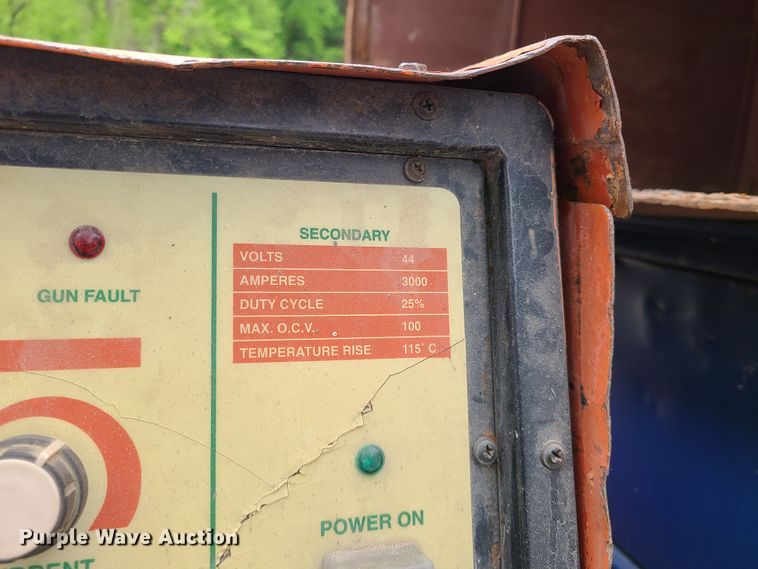 SECONDARY
VOLTS 44
AMPERES 3000
DUTY CYCLE 25%
MAX. O.C.V. 100
TEMPERATURE RISE 115° C
GUN FAULT
POWER ON
Purple Wave Auction